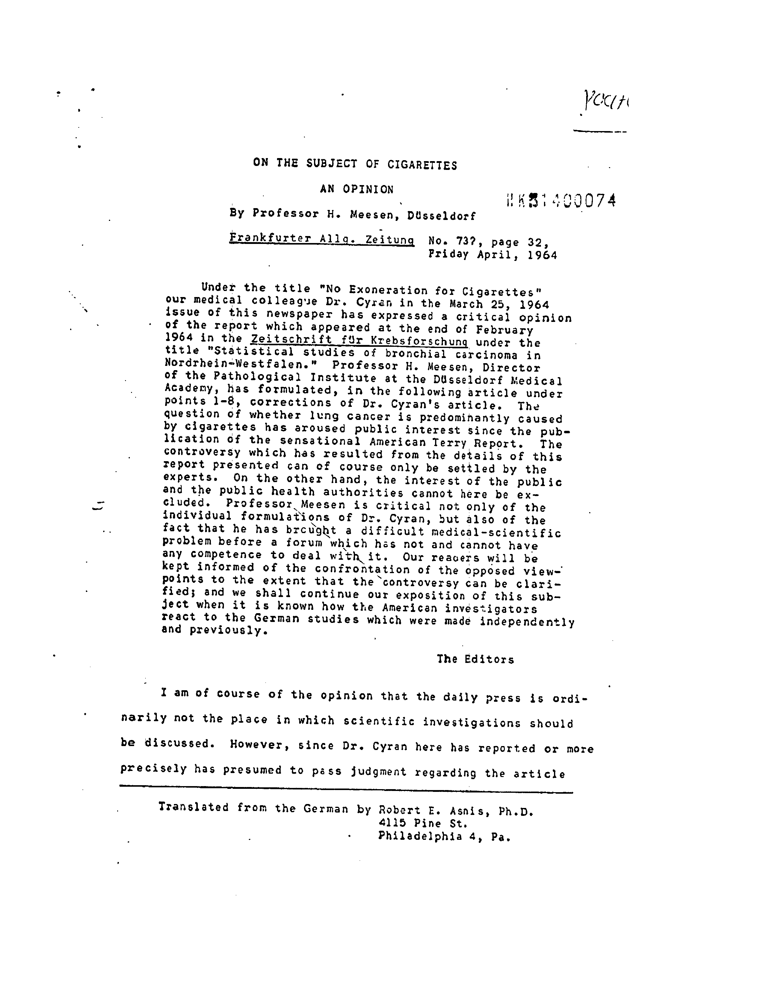 ON THE SUBJECT OF CIGARETTES
AN OPINION
By Professor H. Meesen, Düsseldorf
Frankfurter Allg. Zeitung No. 73?, page 32,
Friday April, 1964
Under the title "No Exoneration for Cigarettes"
our medical colleague Dr. Cyran in the March 25, 1964
issue of this newspaper has expressed a critical opinion
of the report which appeared at the end of February
1964 in the Zeitschrift für Krebsforschung under the
title "Statistical studies of bronchial carcinoma in
Nordrhein-Westfalen." Professor H. Meesen, Director
of the Pathological Institute at the Düsseldorf Medical
Academy, has formulated, in the following article under
points 1-8, corrections of Dr. Cyran's article. The
question of whether lung cancer is predominantly caused
by cigarettes has aroused public interest since the pub-
lication of the sensational American Terry Report. The
controversy which has resulted from the details of this
report presented can of course only be settled by the
experts. On the other hand, the interest of the public
and the public health authorities cannot here be ex-
cluded. Professor Meesen is critical not only of the
individual formulations of Dr. Cyran, but also of the
fact that he has brought a difficult medical-scientific
problem before a forum which has not and cannot have
any competence to deal with it. Our readers will be
kept informed of the confrontation of the opposed view-
points to the extent that the controversy can be clari-
fied; and we shall continue our exposition of this sub-
ject when it is known how the American investigators
react to the German studies which were made independently
and previously.
The Editors
I am of course of the opinion that the daily press is ordi-
narily not the place in which scientific investigations should
be discussed. However, since Dr. Cyran here has reported or more
precisely has presumed to pass judgment regarding the article
Translated from the German by Robert E. Asnis, Ph.D.
4115 Pine St.
Philadelphia 4, Pa.